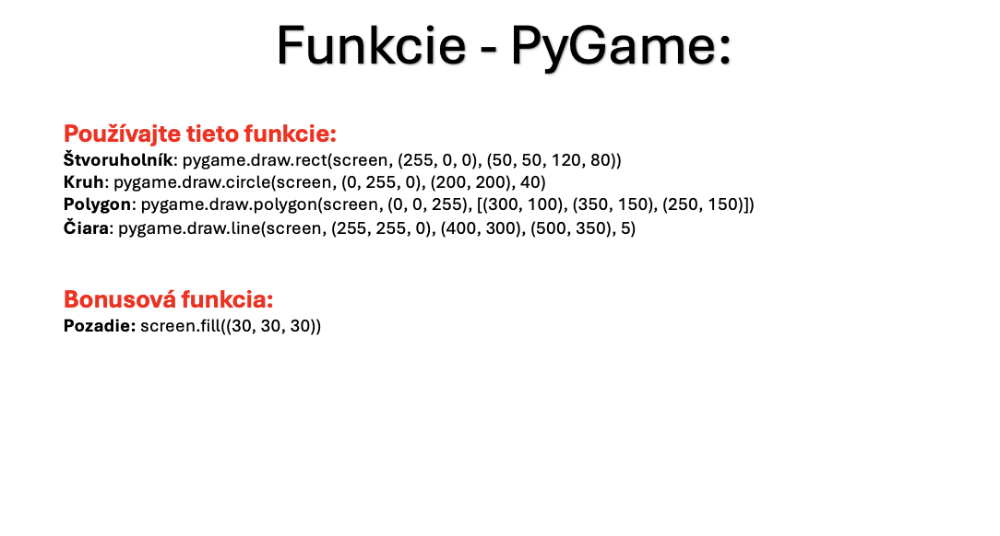 Funkcie - PyGame:
Používajte tieto funkcie:
Štvoruholník: pygame.draw.rect(screen, (255, 0, 0), (50, 50, 120, 80))
Kruh: pygame.draw.circle(screen, (0, 255, 0), (200, 200), 40)
Polygon: pygame.draw.polygon(screen, (0, 0, 255), [(300, 100), (350, 150), (250, 150)])
Čiara: pygame.draw.line(screen, (255, 255, 0), (400, 300), (500, 350), 5)
Bonusová funkcia:
Pozadie: screen.fill((30, 30, 30))